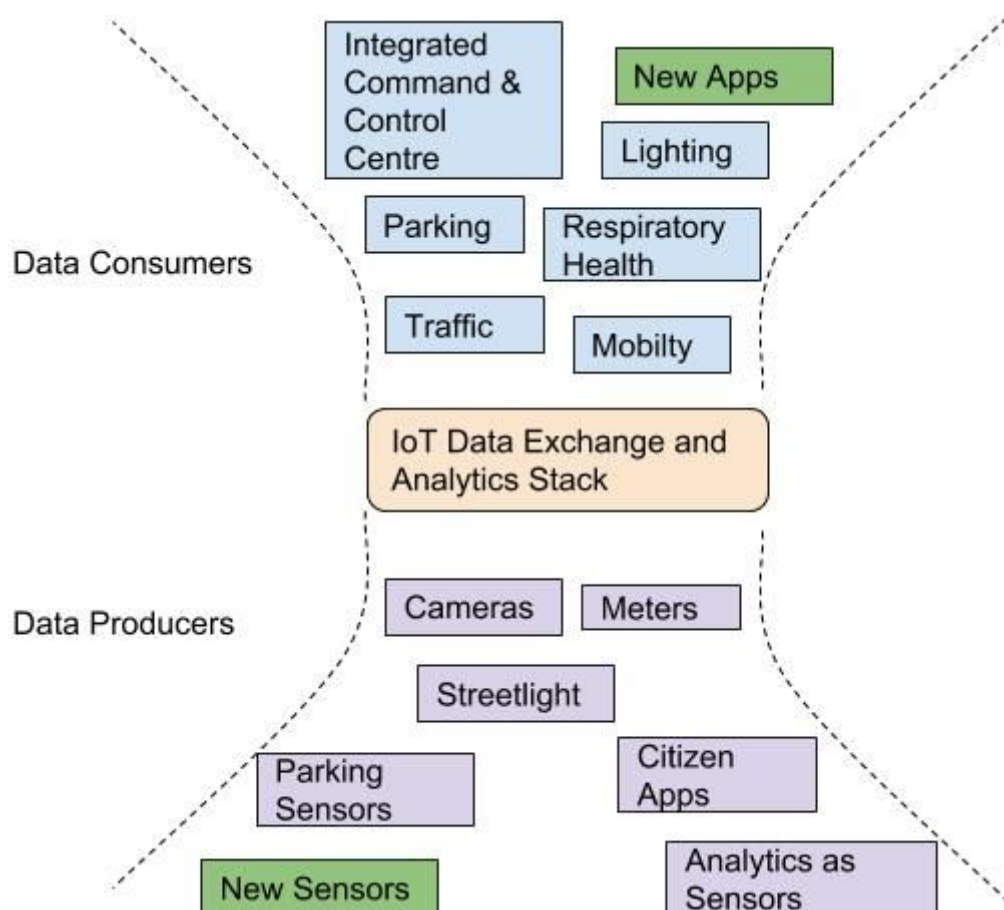 Integrated
Command &
Control
Centre
New Apps
Lighting
Parking
Respiratory
Health
Data Consumers
Traffic
Mobilty
IoT Data Exchange and
Analytics Stack
Cameras
Meters
Data Producers
Streetlight
Parking
Sensors
Citizen
Apps
New Sensors
Analytics as
Sensors